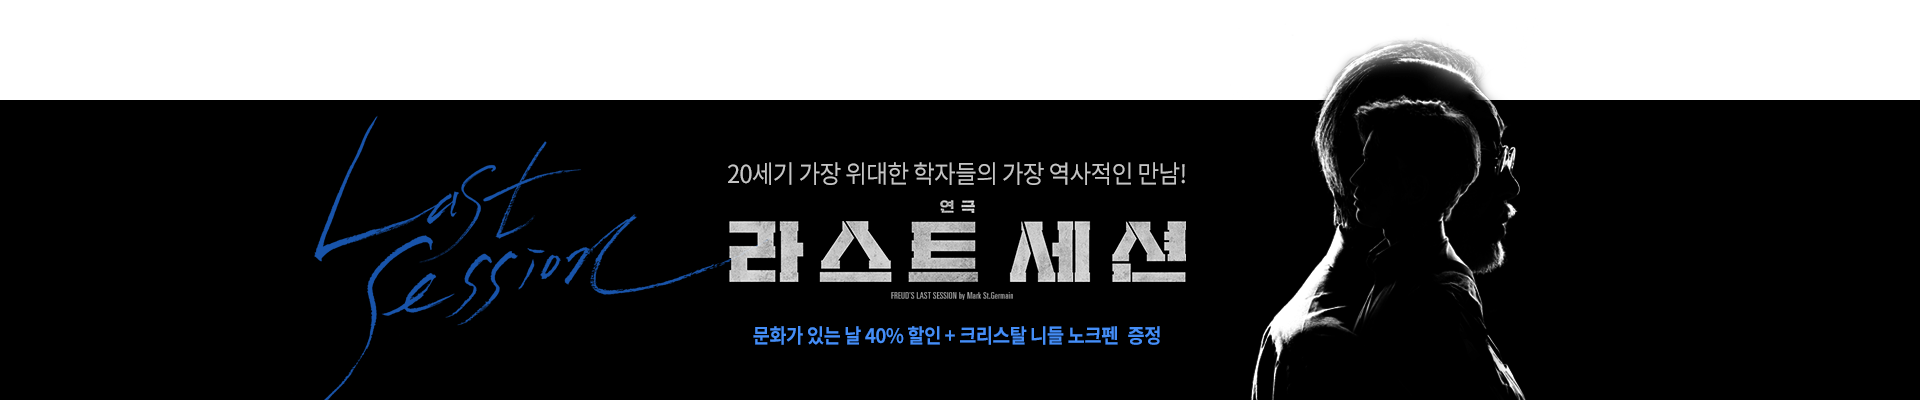 Last
Session
20세기 가장 위대한 학자들의 가장 역사적인 만남!
연극
라스트 세션
FREUD'S LAST SESSION by Mark St.Germain
문화가 있는 날 40% 할인 + 크리스탈 니들 노크펜 증정